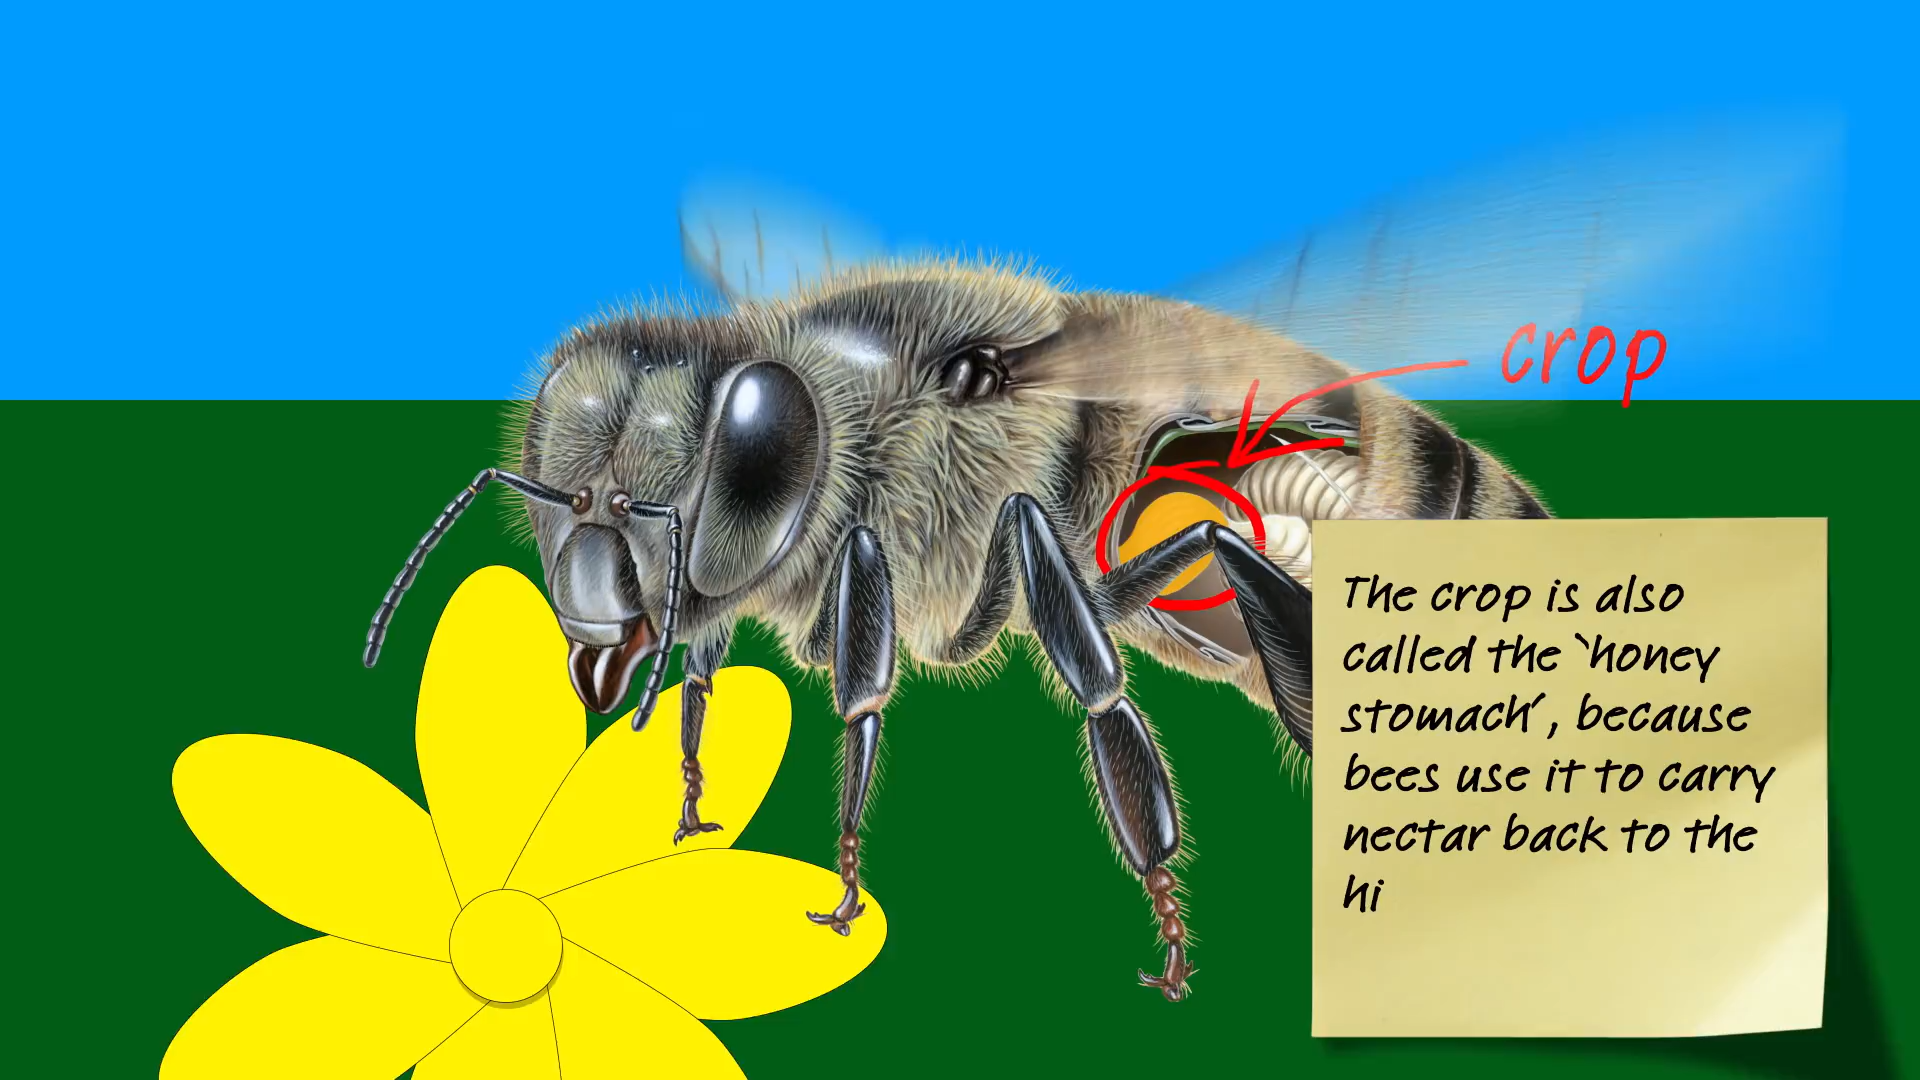 crop
The crop is also
called the `honey
stomach´, because
bees use it to carry
nectar back to the
hi